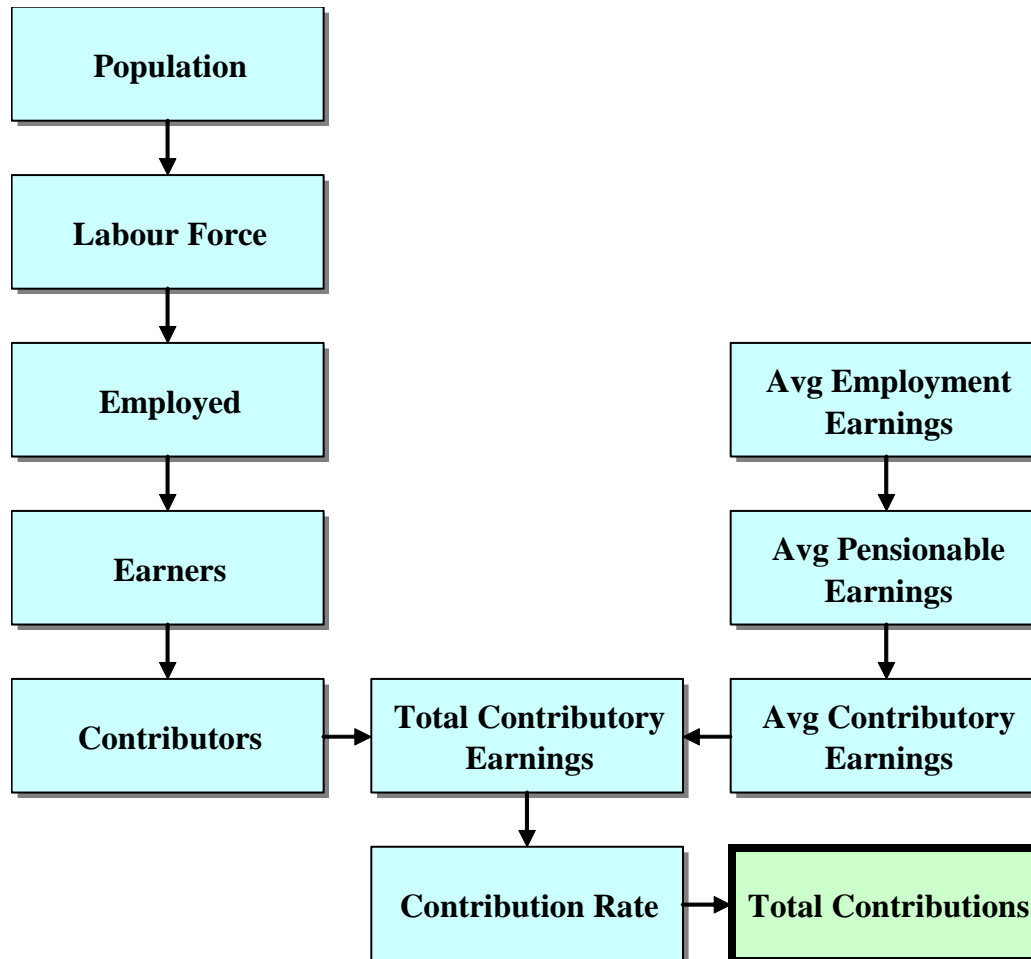 Population
Labour Force
Employed
Avg Employment
Earnings
Earners
Avg Pensionable
Earnings
Contributors
Total Contributory
Earnings
Avg Contributory
Earnings
Contribution Rate
Total Contributions